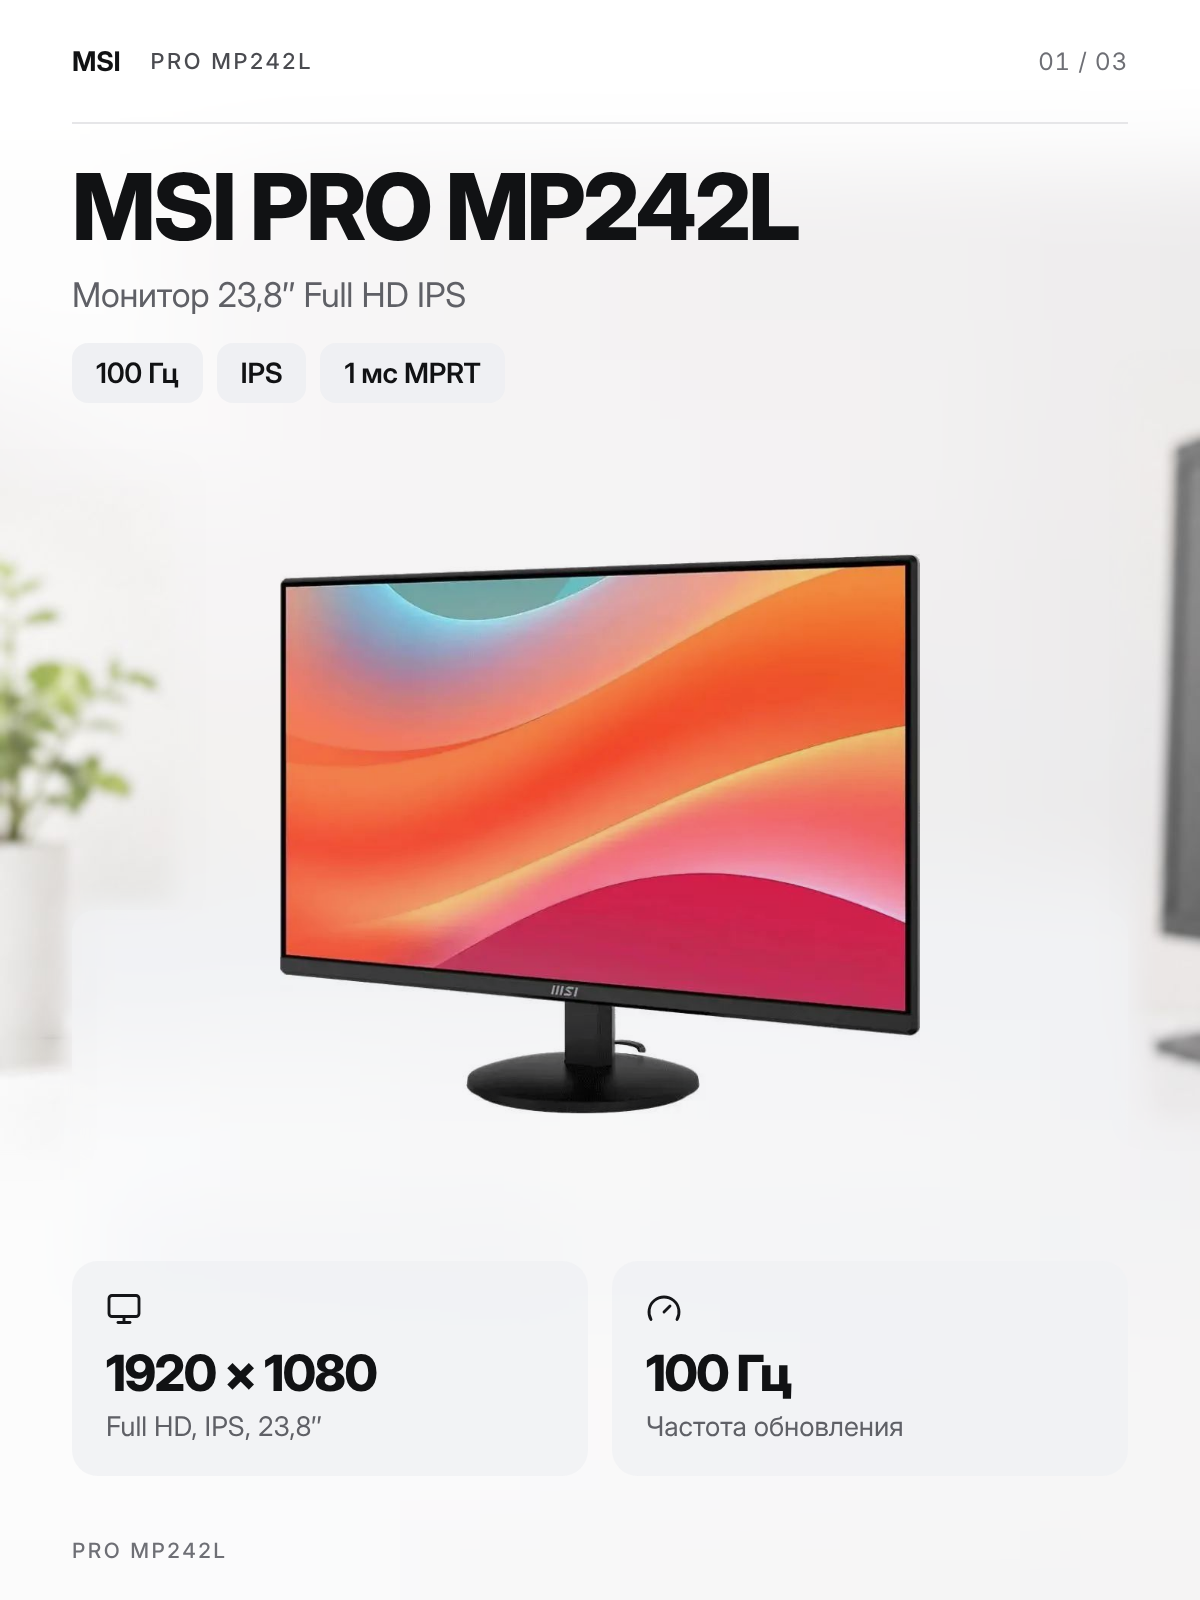 MSI PRO MP242L 01 / 03
MSI PRO MP242L
Монитор 23,8″ Full HD IPS
100 Гц IPS 1 мс MPRT
MSI
1920 × 1080
Full HD, IPS, 23,8″
100 Гц
Частота обновления
PRO MP242L